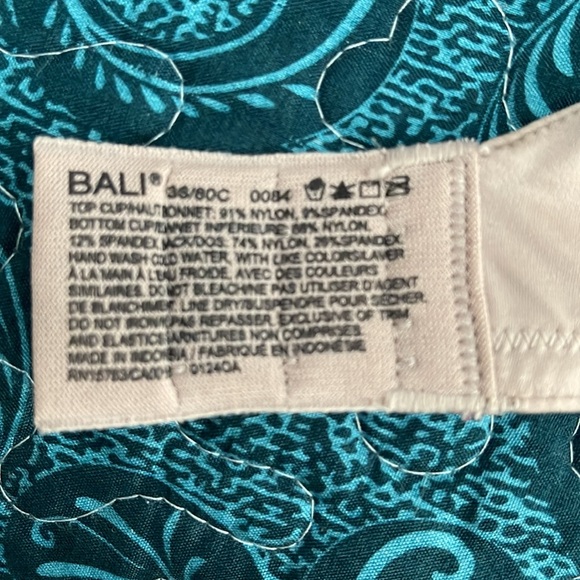 BALI® 36/80C 0084
TOP CUP/HAUT BONNET: 91% NYLON, 9%SPANDEX,
BOTTOM CUP/ INFERIEURE: 88% NYLON,
12% SPANDEX, BACK/DOS: 74% NYLON, 26% SPANDEX
HAND WASH-COLD WATER, WITH LIKE COLORS/LAVER
À LA MAIN À L'EAU FROIDE, AVEC DES COULEURS
SIMILAIRES. DO NOT BLEACH/NE PAS UTILISER D'AGENT
DE BLANCHIMENT. LINE DRY/SUSPENDRE POUR SÉCHER.
DO NOT IRON/NE PAS REPASSER. EXCLUSIVE OF TRIM
AND ELASTICS/GARNITURES NON COMPRISES
MADE IN INDONESIA / FABRIQUÉ EN INDONÉSIE
RN15763/CA00 0124OA